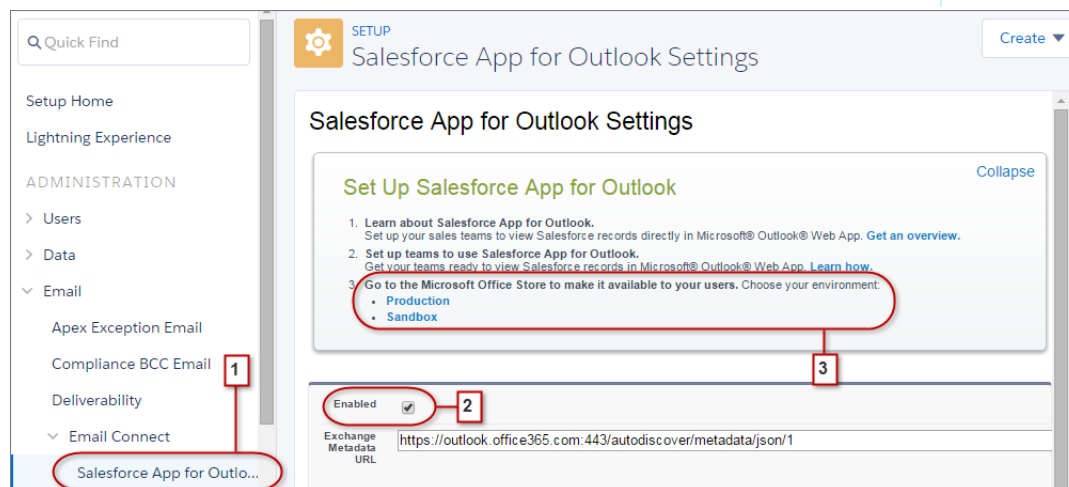 Quick Find
Setup Home
Lightning Experience
ADMINISTRATION
Users
Data
Email
Apex Exception Email
Compliance BCC Email
1
Deliverability
Email Connect
Salesforce App for Outlo...
SETUP
Salesforce App for Outlook Settings
Create
Salesforce App for Outlook Settings
Collapse
Set Up Salesforce App for Outlook
1. Learn about Salesforce App for Outlook.
Set up your sales teams to view Salesforce records directly in Microsoft® Outlook® Web App. Get an overview.
2. Set up teams to use Salesforce App for Outlook.
Get your teams ready to view Salesforce records in Microsoft® Outlook® Web App. Learn how.
3. Go to the Microsoft Office Store to make it available to your users. Choose your environment:
• Production
• Sandbox
3
Enabled
2
Exchange
Metadata
URL
https://outlook.office365.com:443/autodiscover/metadata/json/1